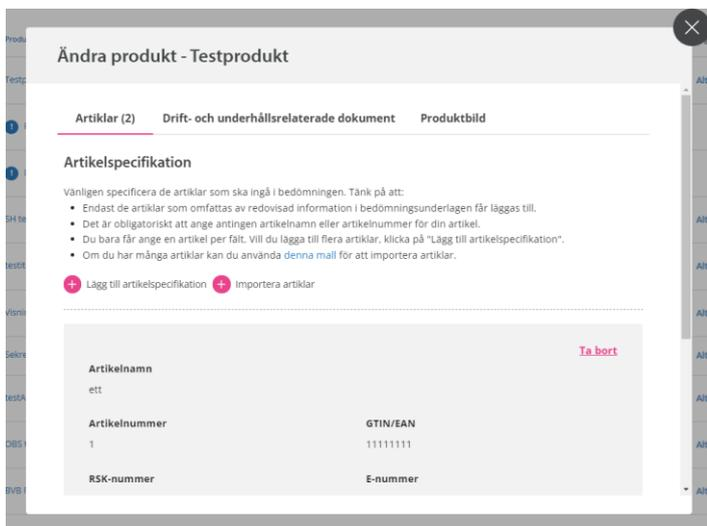 Ändra produkt - Testprodukt
Artiklar (2) Drift- och underhållsrelaterade dokument Produktbild
Artikelspecifikation
Vänligen specificera de artiklar som ska ingå i bedömningen. Tänk på att:
Endast de artiklar som omfattas av redovisad information i bedömningsunderlagen får läggas till.
Det är obligatoriskt att ange antingen artikelnamn eller artikelnummer för din artikel.
Du bara får ange en artikel per fält. Vill du lägga till flera artiklar, klicka på "Lägg till artikelspecifikation".
Om du har många artiklar kan du använda denna mall för att importera artiklar.
Lägg till artikelspecifikation Importera artiklar
Ta bort
Artikelnamn
ett
Artikelnummer GTIN/EAN
1 11111111
RSK-nummer E-nummer